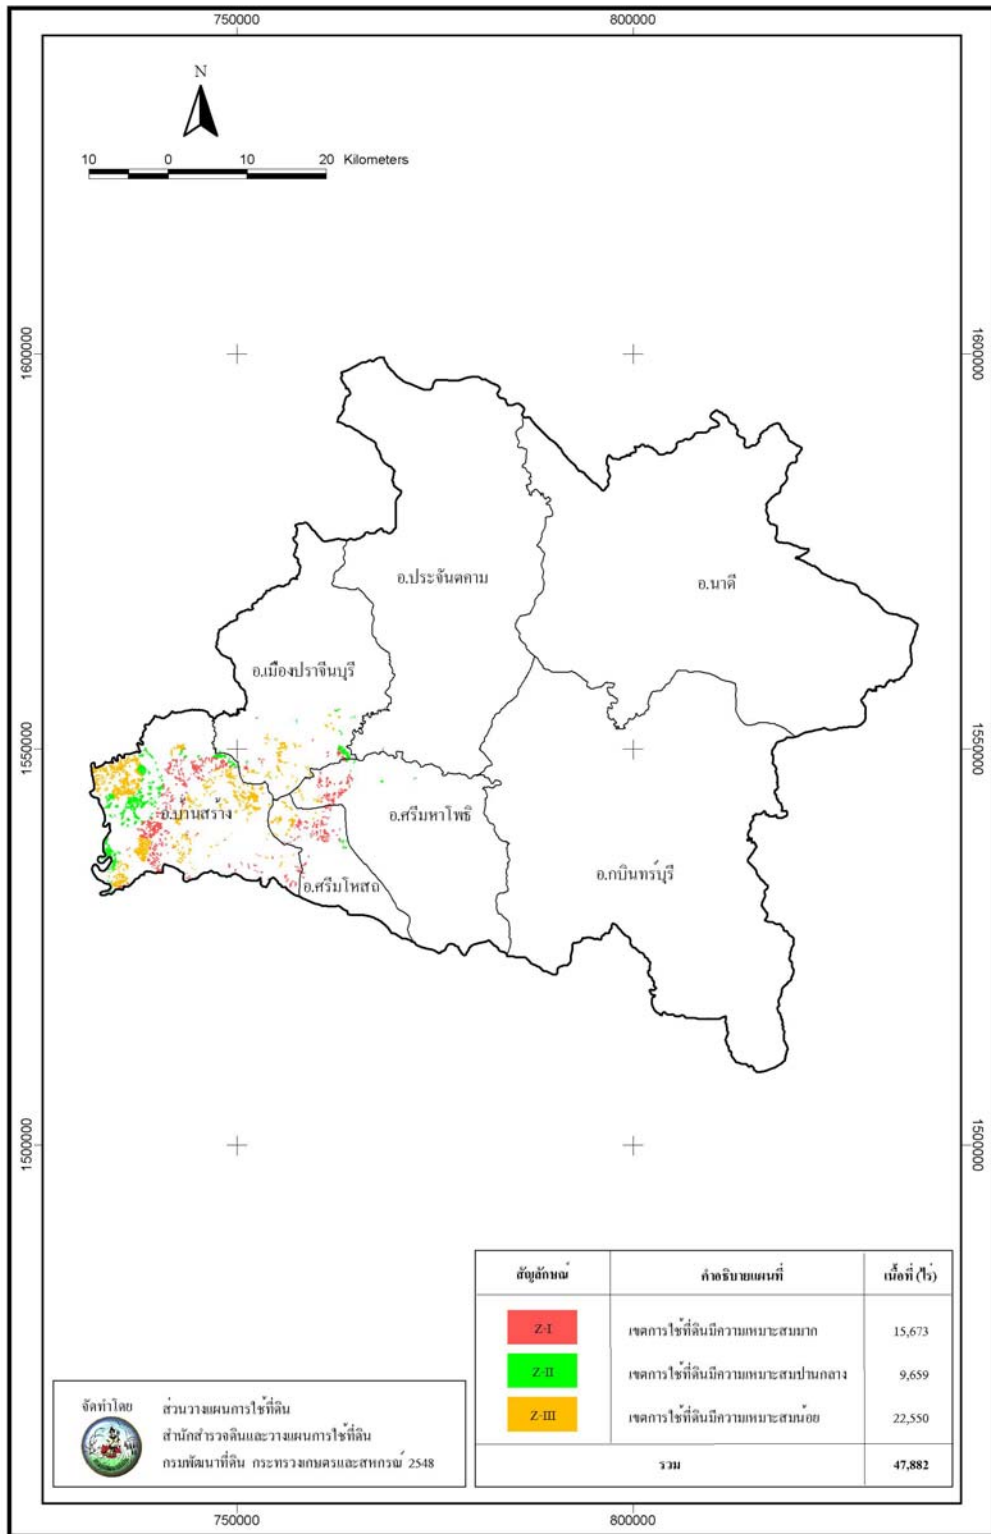 750000 800000
N
10 0 10 20 Kilometers
1600000 1600000
อ.ประจันตคาม
อ.นาดี
อ.เมืองปราจีนบุรี
1550000 1550000
อ.บ้านสร้าง
อ.ศรีมหาโพธิ
อ.ศรีมโหสถ
อ.กบินทร์บุรี
1500000 1500000
สัญลักษณ์ คำอธิบายแผนที่ เนื้อที่ (ไร่)
Z-I เขตการใช้ที่ดินมีความเหมาะสมมาก 15,673
Z-II เขตการใช้ที่ดินมีความเหมาะสมปานกลาง 9,659
Z-III เขตการใช้ที่ดินมีความเหมาะสมน้อย 22,550
รวม 47,882
จัดทำโดย ส่วนวางแผนการใช้ที่ดิน
สำนักสำรวจดินและวางแผนการใช้ที่ดิน
กรมพัฒนาที่ดิน กระทรวงเกษตรและสหกรณ์ 2548
750000 800000